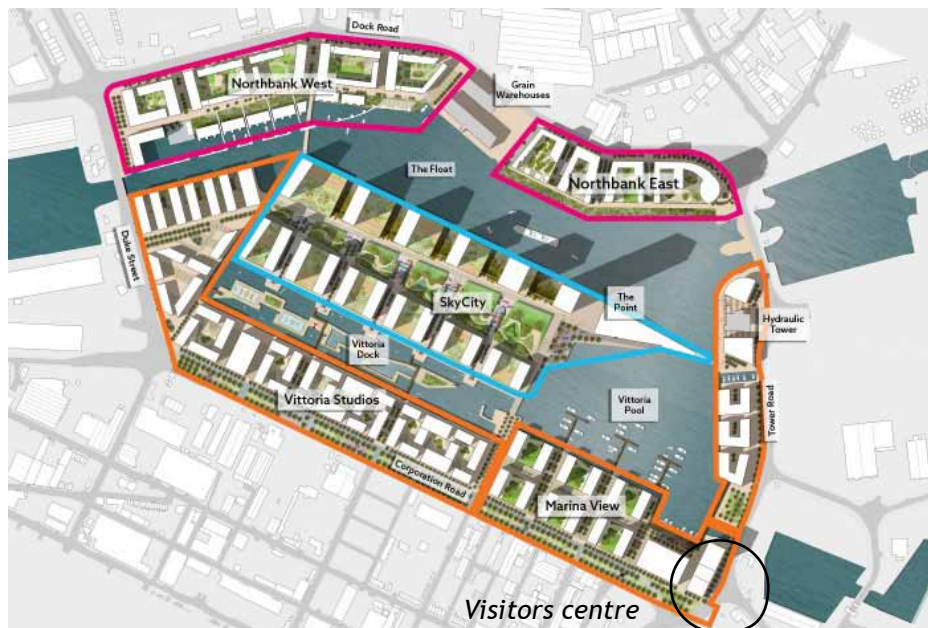 Dock Road
Northbank West
Grain
Warehouses
The Float
Northbank East
Duke Street
SkyCity
The
Point
Hydraulic
Tower
Vittoria
Dock
Vittoria Studios
Vittoria
Pool
Tower Road
Corporation Road
Marina View
Visitors centre